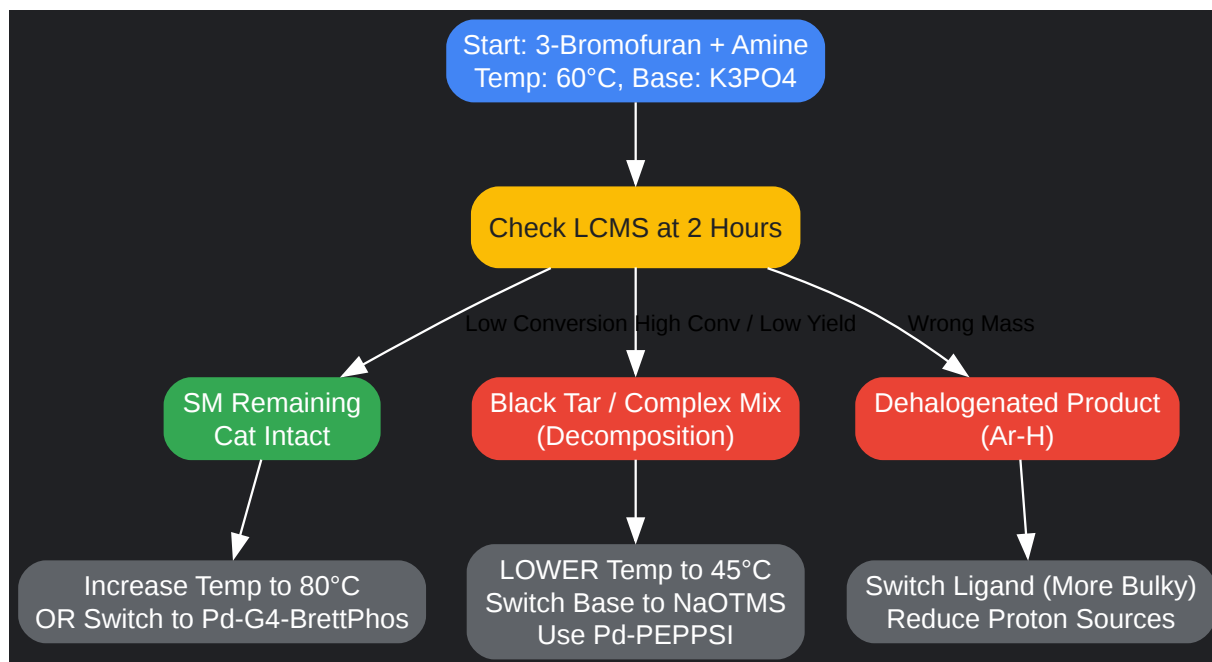 Start: 3-Bromofuran + Amine
Temp: 60°C, Base: K3PO4
Check LCMS at 2 Hours
Low Conversion
High Conv / Low Yield
Wrong Mass
SM Remaining
Cat Intact
Black Tar / Complex Mix
(Decomposition)
Dehalogenated Product
(Ar-H)
Increase Temp to 80°C
OR Switch to Pd-G4-BrettPhos
LOWER Temp to 45°C
Switch Base to NaOTMS
Use Pd-PEPPSI
Switch Ligand (More Bulky)
Reduce Proton Sources